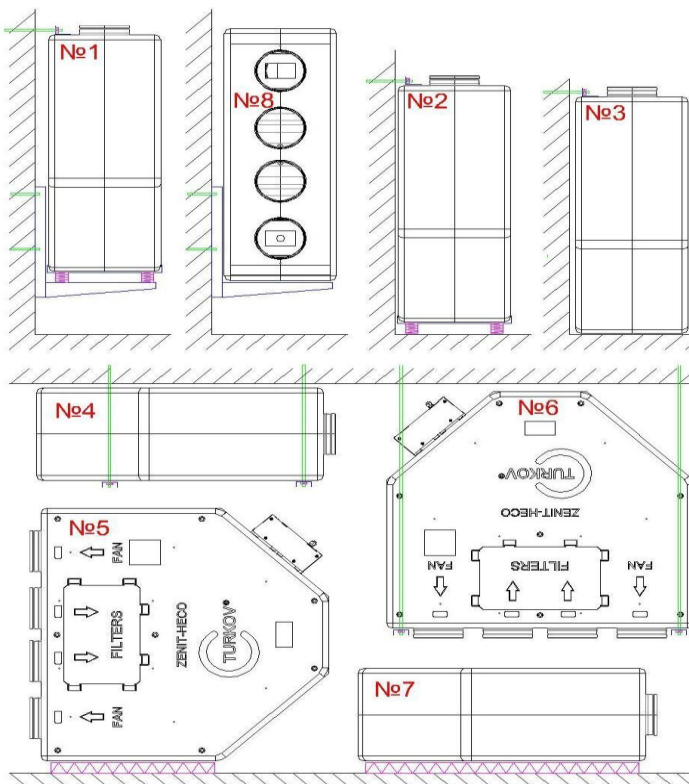 №1
№8
№2
№3
№4
№6
TURKOV®
ZENIT-HECO
FAN
FILTERS
FAN
№5
FAN
FILTERS
ZENIT-HECO
TURKOV®
FAN
№7